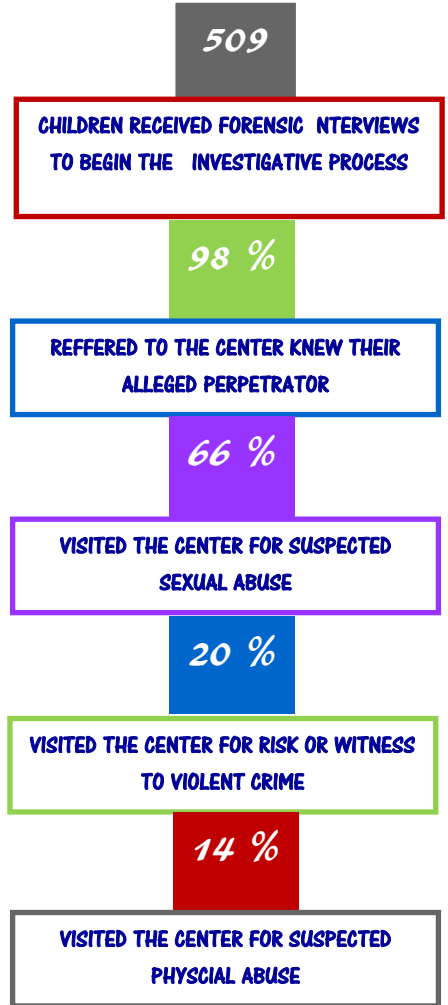 509
CHILDREN RECEIVED FORENSIC NTERVIEWS
TO BEGIN THE INVESTIGATIVE PROCESS
98 %
REFFERED TO THE CENTER KNEW THEIR
ALLEGED PERPETRATOR
66 %
VISITED THE CENTER FOR SUSPECTED
SEXUAL ABUSE
20 %
VISITED THE CENTER FOR RISK OR WITNESS
TO VIOLENT CRIME
14 %
VISITED THE CENTER FOR SUSPECTED
PHYSCIAL ABUSE